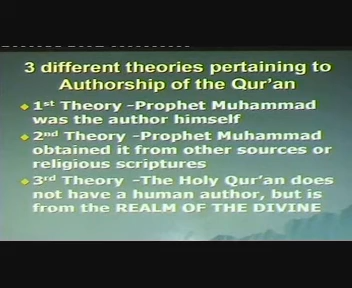 3 different theories pertaining to
Authorship of the Qur'an
1st Theory -Prophet Muhammad
was the author himself
2nd Theory -Prophet Muhammad
obtained it from other sources or
religious scriptures
3rd Theory -The Holy Qur'an does
not have a human author, but is
from the REALM OF THE DIVINE